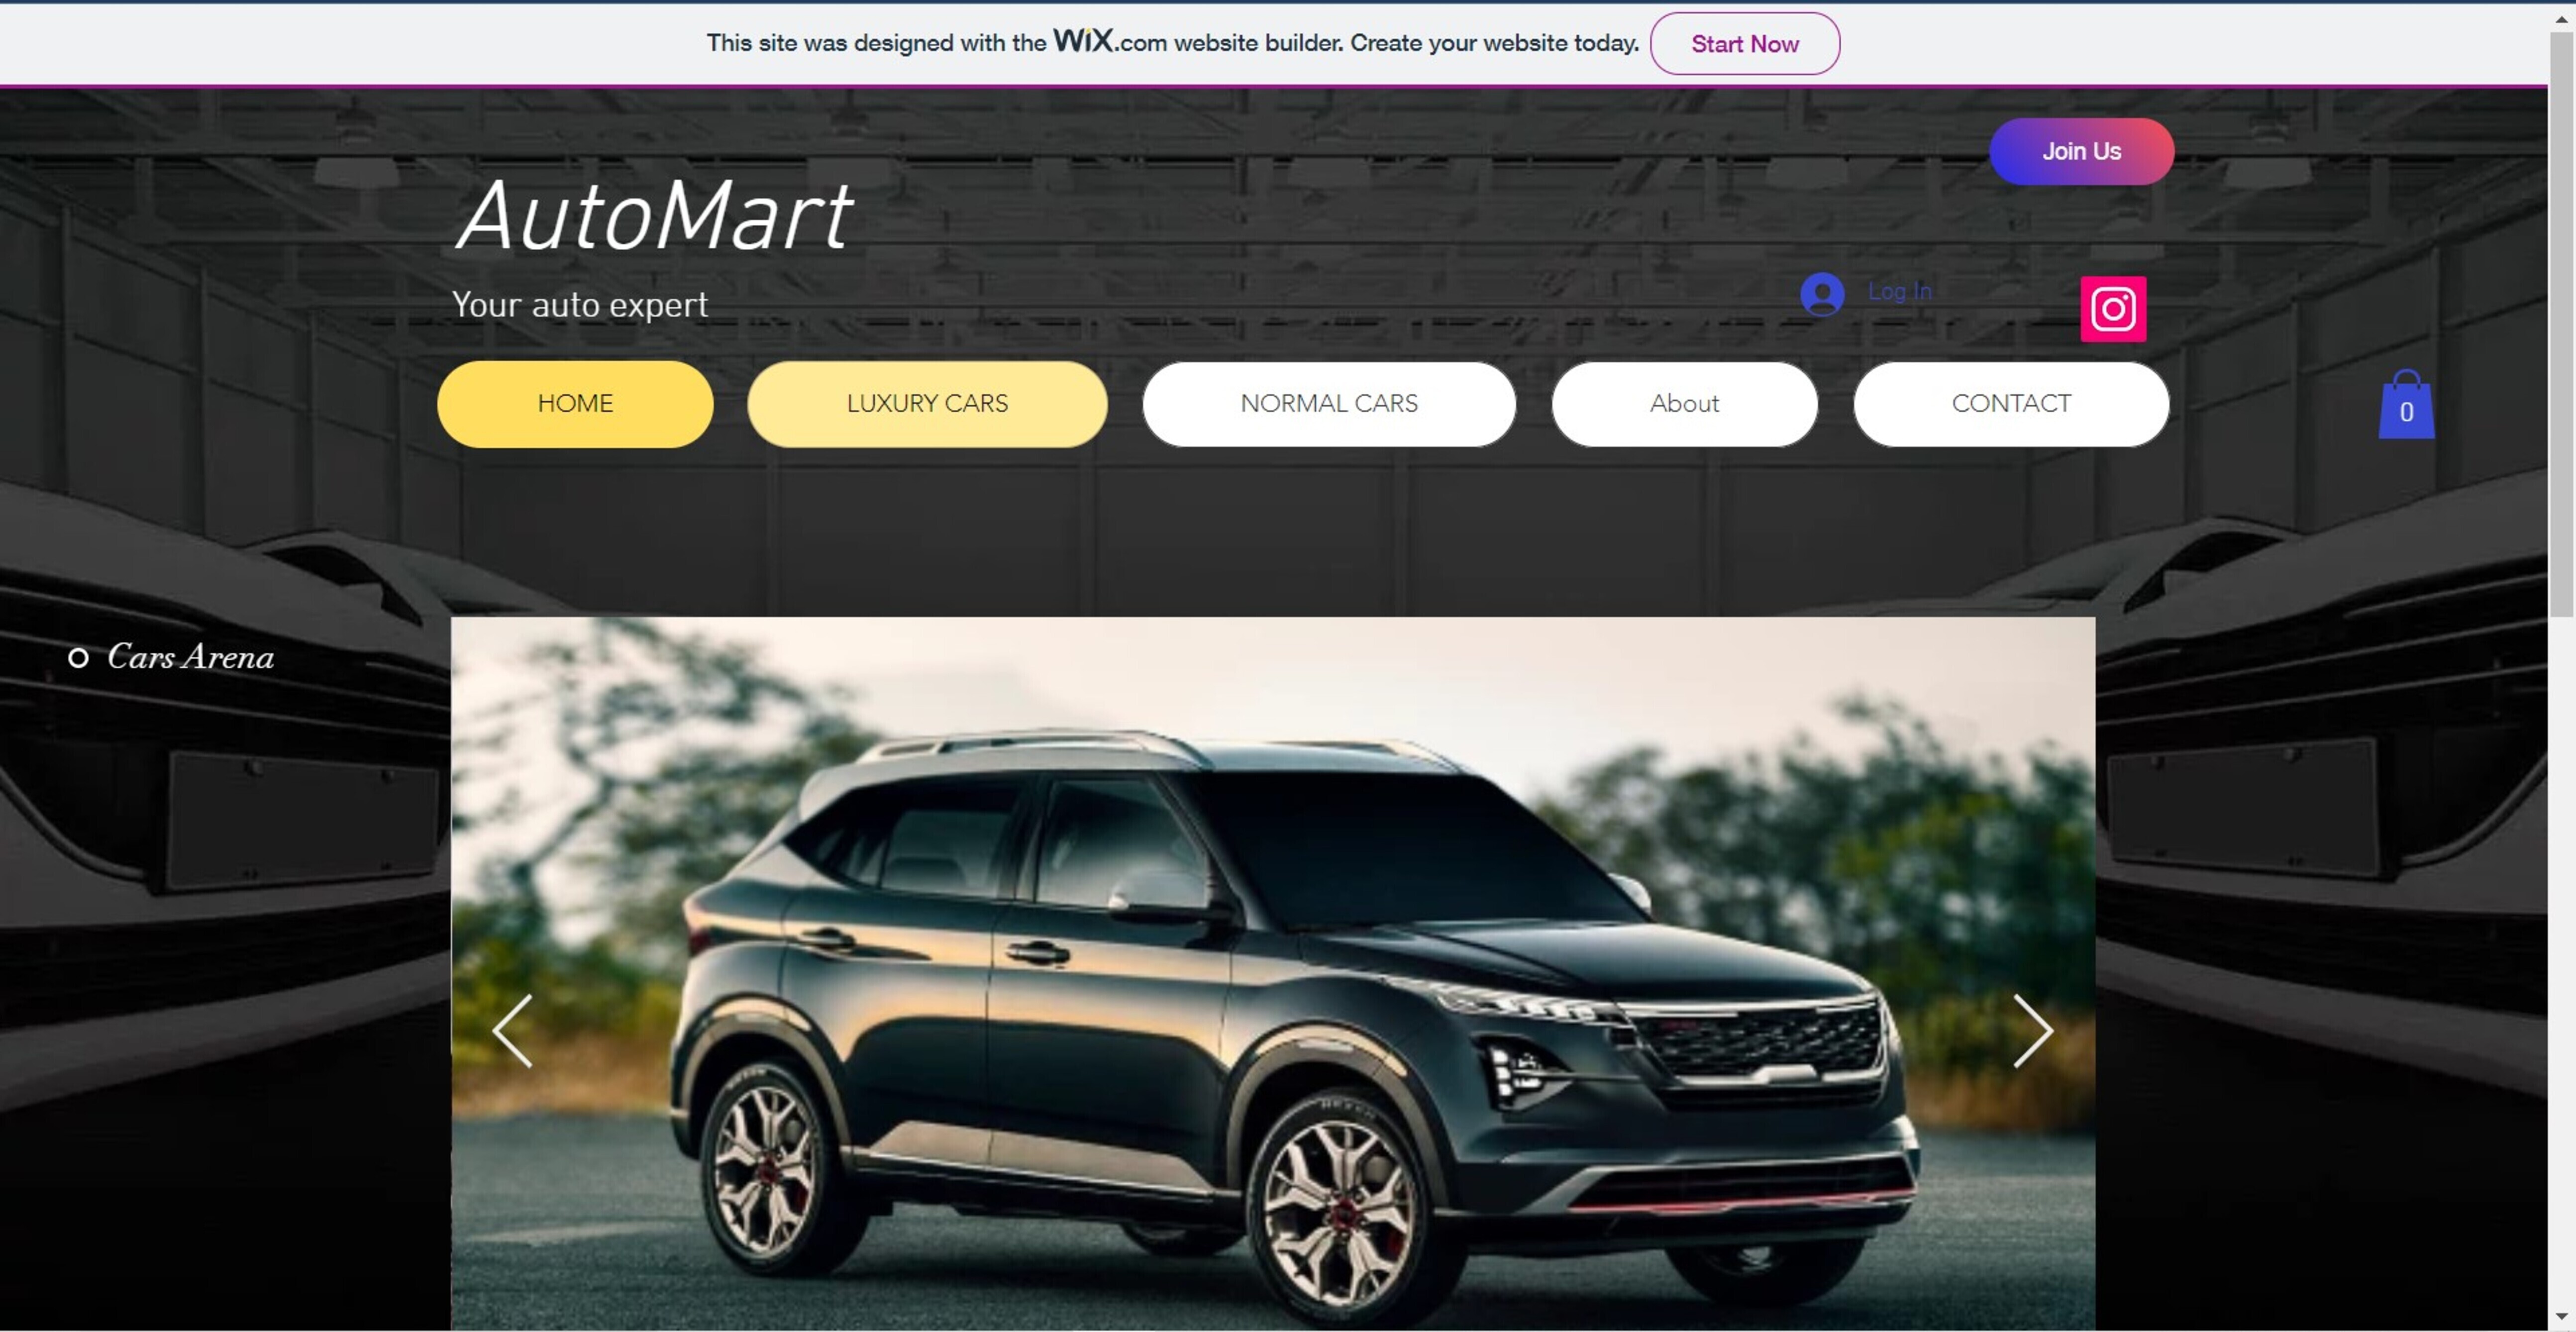 This site was designed with the WiX.com website builder. Create your website today. Start Now
Join Us
AutoMart
Your auto expert
Log In
HOME LUXURY CARS NORMAL CARS About CONTACT
0
Cars Arena